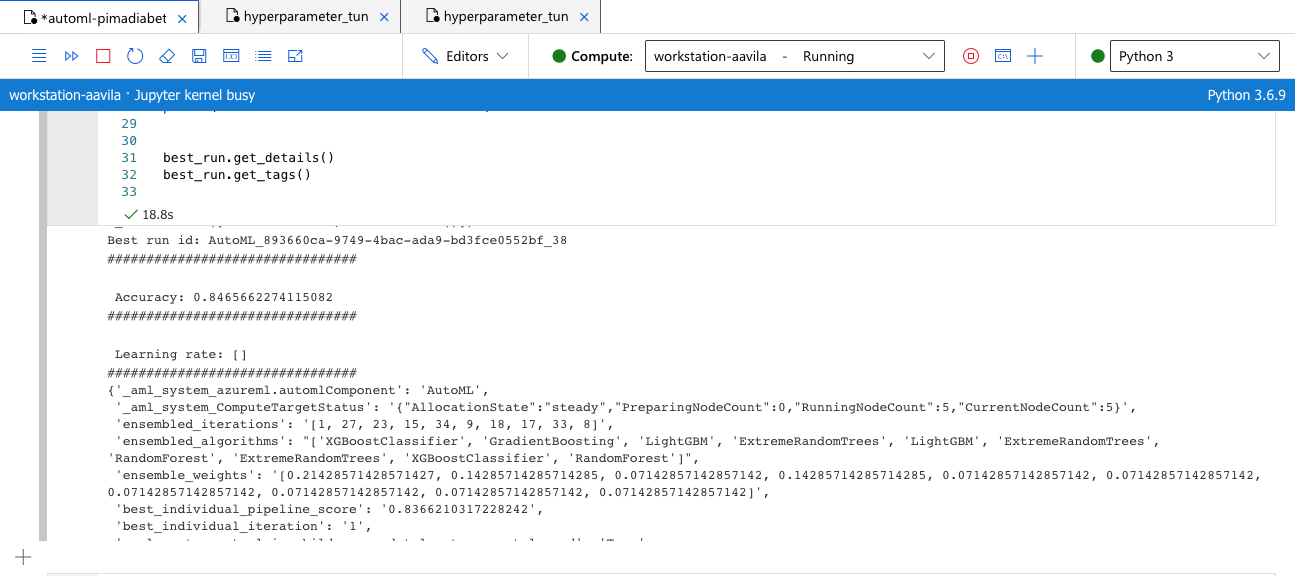 *automl-pimadiabet × hyperparameter_tun × hyperparameter_tun ×
Editors Compute: workstation-aavila - Running Python 3
workstation-aavila · Jupyter kernel busy Python 3.6.9
29
30
31 best_run.get_details()
32 best_run.get_tags()
33
18.8s
Best run id: AutoML_893660ca-9749-4bac-ada9-bd3fce0552bf_38
################################
Accuracy: 0.8465662274115082
################################
Learning rate: []
################################
{'_aml_system_azureml.automlComponent': 'AutoML',
'_aml_system_ComputeTargetStatus': '{"AllocationState":"steady","PreparingNodeCount":0,"RunningNodeCount":5,"CurrentNodeCount":5}',
'ensembled_iterations': '[1, 27, 23, 15, 34, 9, 18, 17, 33, 8]',
'ensembled_algorithms': "['XGBoostClassifier', 'GradientBoosting', 'LightGBM', 'ExtremeRandomTrees', 'LightGBM', 'ExtremeRandomTrees',
'RandomForest', 'ExtremeRandomTrees', 'XGBoostClassifier', 'RandomForest']",
'ensemble_weights': '[0.21428571428571427, 0.14285714285714285, 0.07142857142857142, 0.14285714285714285, 0.07142857142857142, 0.07142857142857142,
0.07142857142857142, 0.07142857142857142, 0.07142857142857142, 0.07142857142857142]',
'best_individual_pipeline_score': '0.8366210317228242',
'best_individual_iteration': '1',